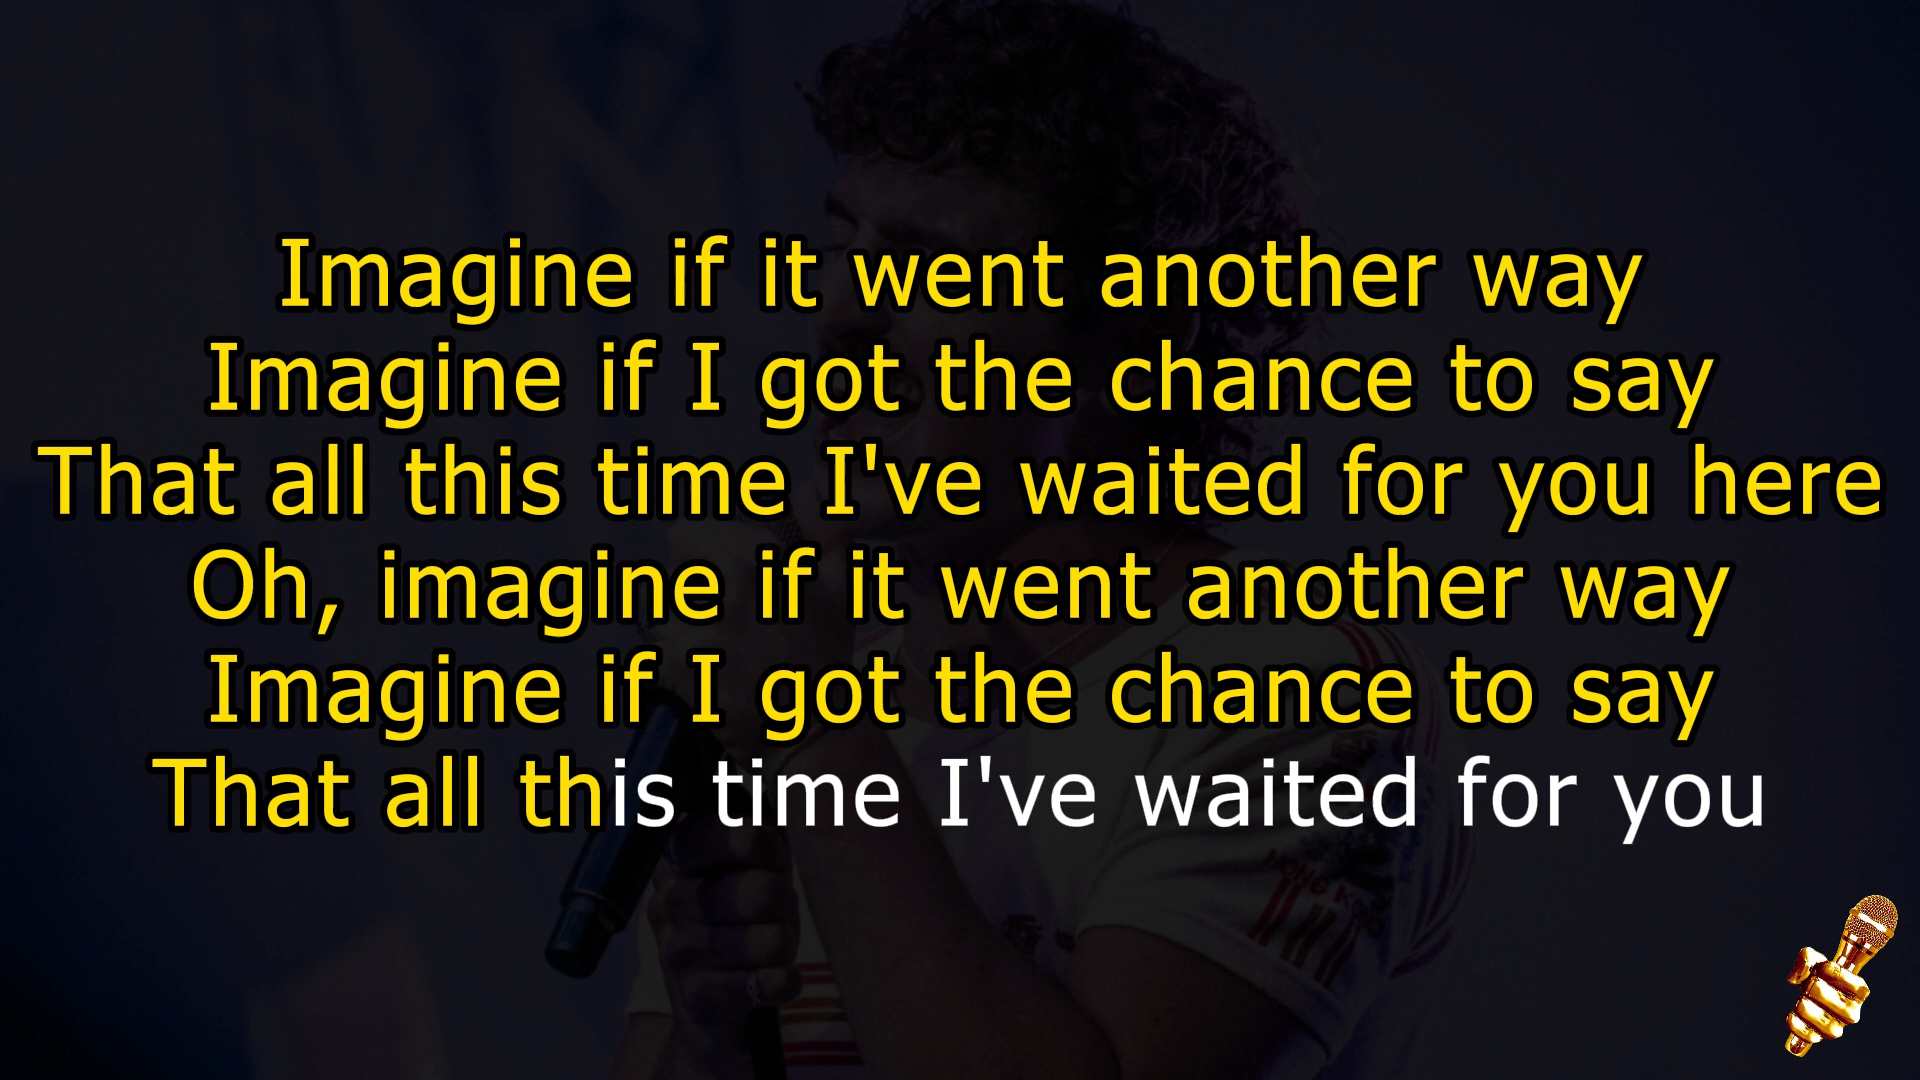 Imagine if it went another way
Imagine if I got the chance to say
That all this time I've waited for you here
Oh, imagine if it went another way
Imagine if I got the chance to say
That all this time I've waited for you